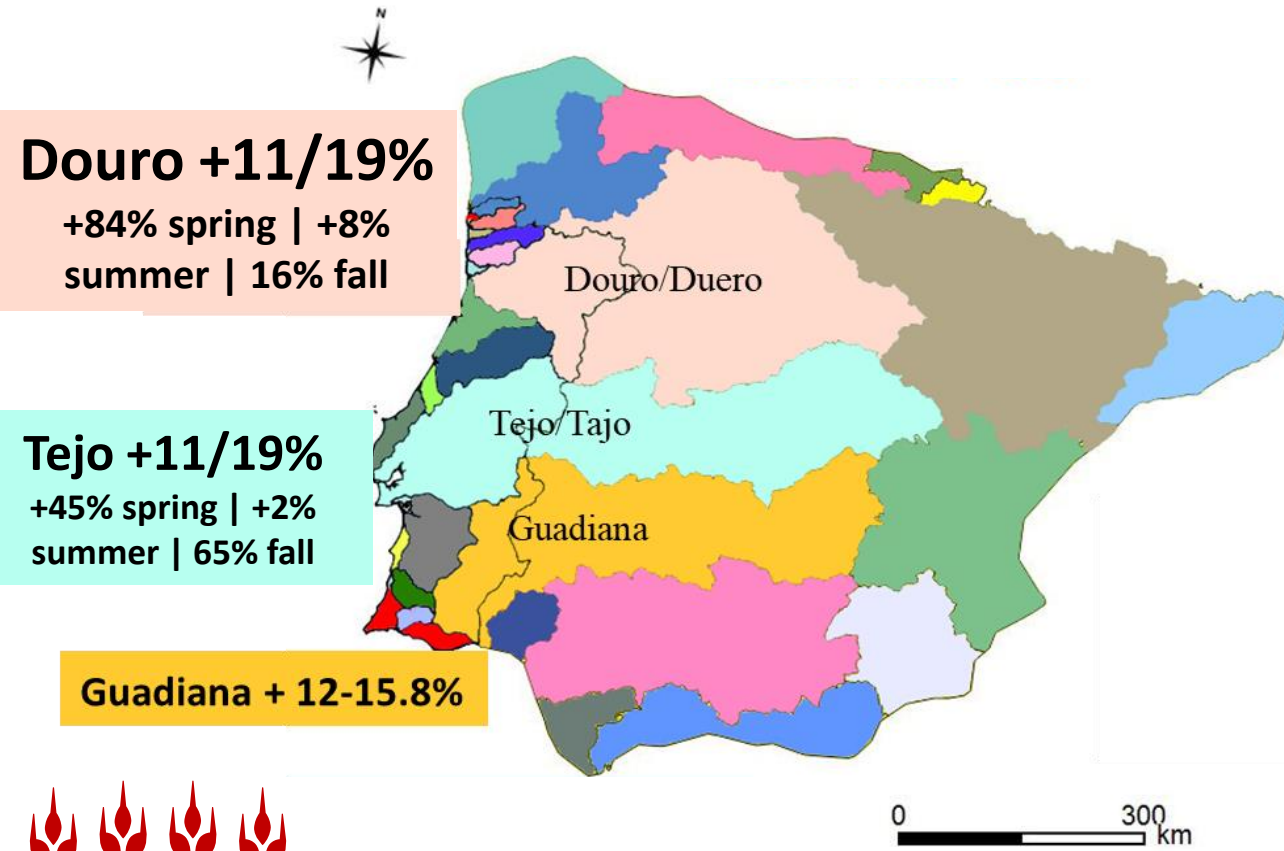 N
Douro +11/19%
+84% spring | +8%
summer | 16% fall
Douro/Duero
Tejo/Tajo
Tejo +11/19%
+45% spring | +2%
summer | 65% fall
Guadiana
Guadiana + 12-15.8%
0 300
km